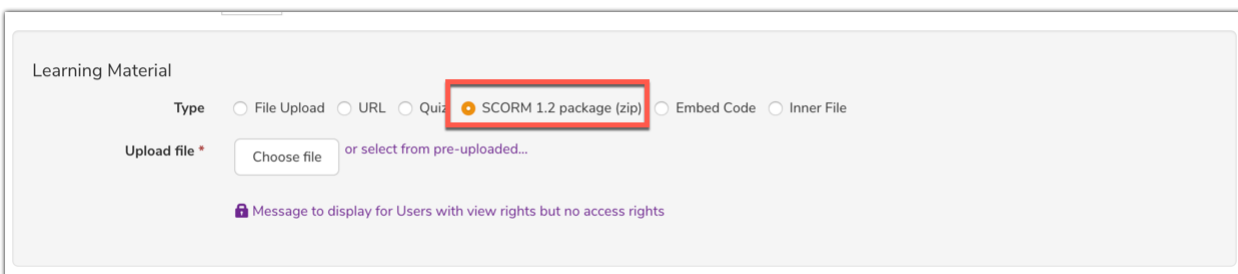 Learning Material
Type File Upload URL Quiz SCORM 1.2 package (zip) Embed Code Inner File
Upload file * Choose file or select from pre-uploaded...
Message to display for Users with view rights but no access rights